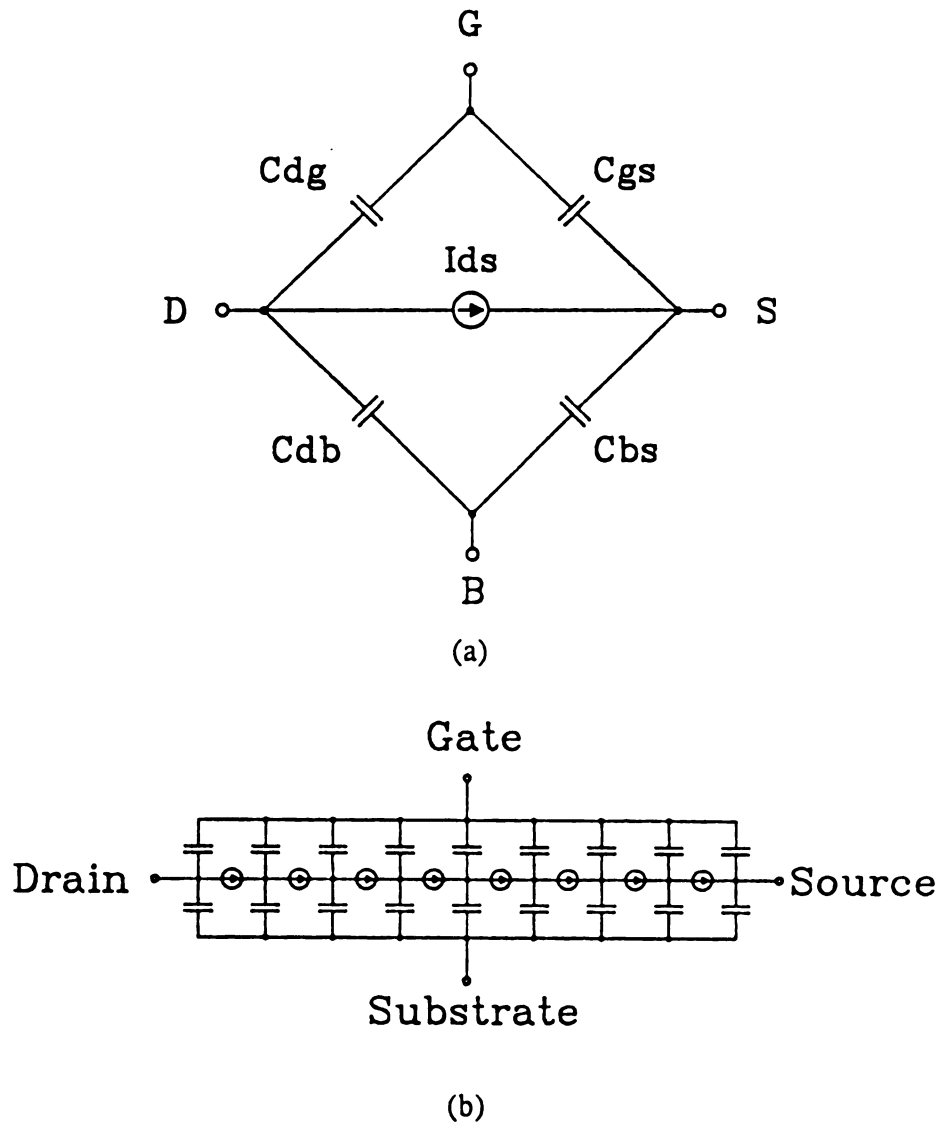 G
Cdg Cgs
Ids
D S
Cdb Cbs
B
(a)
Gate
Drain Source
Substrate
(b)